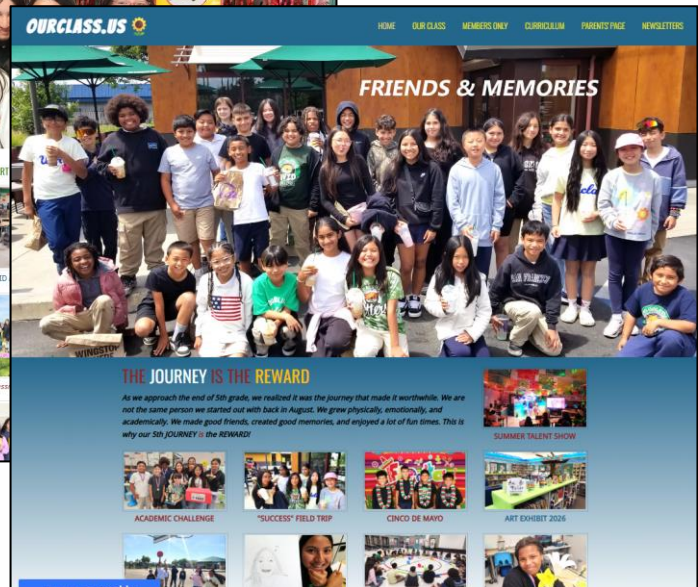 OURCLASS.US
HOME
OUR CLASS
MEMBERS ONLY
CURRICULUM
PARENTS' PAGE
NEWSLETTERS
FRIENDS & MEMORIES
THE JOURNEY IS THE REWARD
As we approach the end of 5th grade, we realized it was the journey that made it worthwhile. We are
not the same person we started out with back in August. We grew physically, emotionally, and
academically. We made good friends, created good memories, and enjoyed a lot of fun times. This is
why our 5th JOURNEY is the REWARD!
SUMMER TALENT SHOW
ACADEMIC CHALLENGE
"SUCCESS" FIELD TRIP
CINCO DE MAYO
ART EXHIBIT 2026